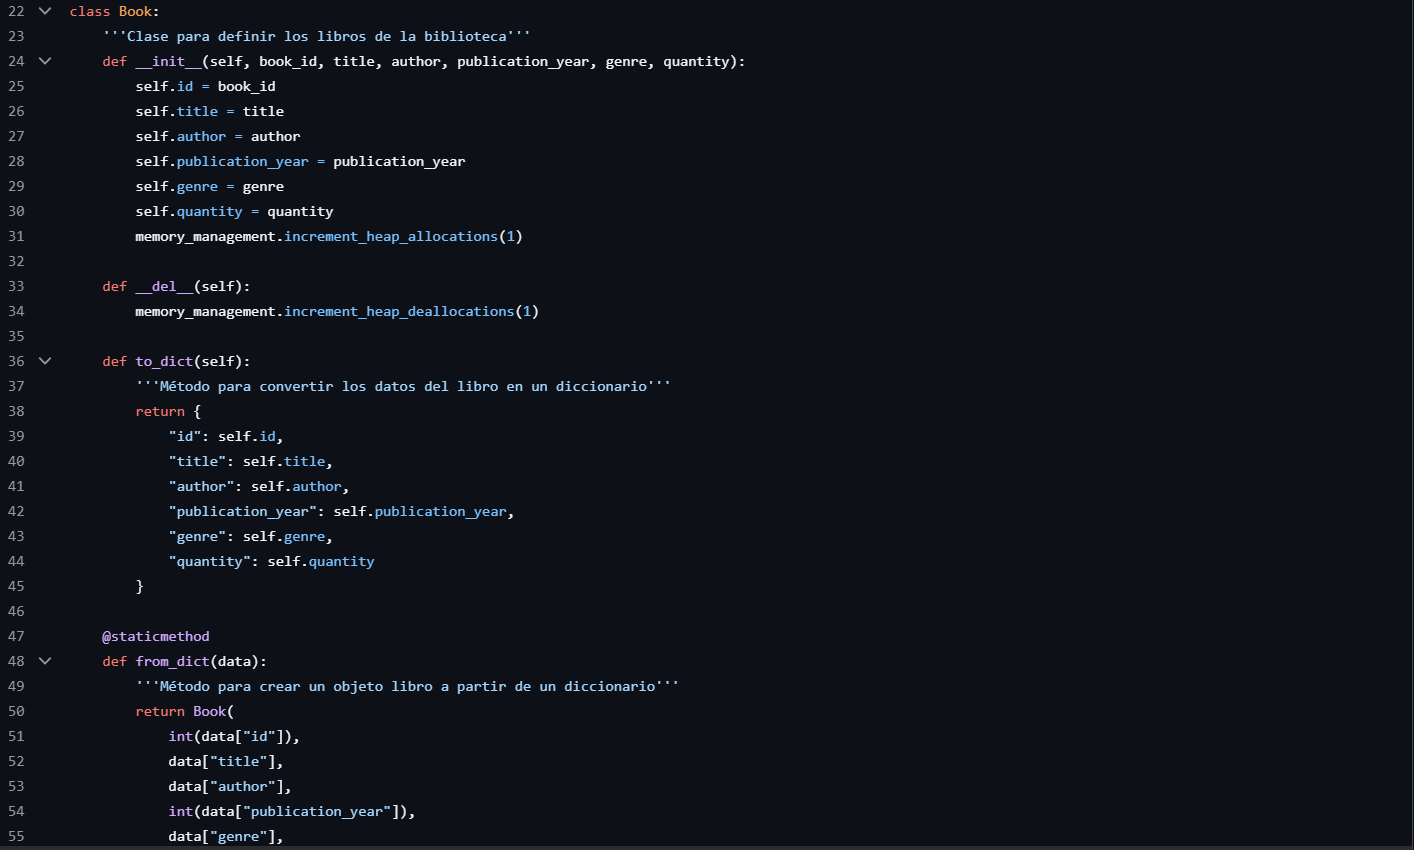 22 class Book:
23     '''Clase para definir los libros de la biblioteca'''
24     def __init__(self, book_id, title, author, publication_year, genre, quantity):
25         self.id = book_id
26         self.title = title
27         self.author = author
28         self.publication_year = publication_year
29         self.genre = genre
30         self.quantity = quantity
31         memory_management.increment_heap_allocations(1)
32
33     def __del__(self):
34         memory_management.increment_heap_deallocations(1)
35
36     def to_dict(self):
37         '''Método para convertir los datos del libro en un diccionario'''
38         return {
39             "id": self.id,
40             "title": self.title,
41             "author": self.author,
42             "publication_year": self.publication_year,
43             "genre": self.genre,
44             "quantity": self.quantity
45         }
46
47     @staticmethod
48     def from_dict(data):
49         '''Método para crear un objeto libro a partir de un diccionario'''
50         return Book(
51             int(data["id"]),
52             data["title"],
53             data["author"],
54             int(data["publication_year"]),
55             data["genre"],